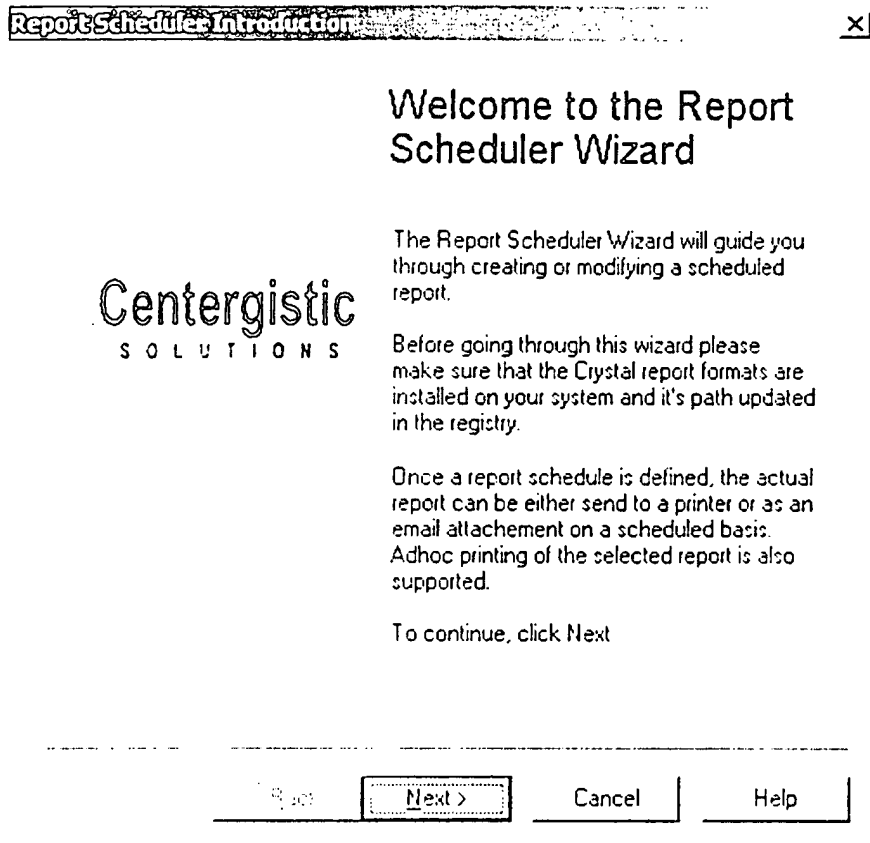 Report Scheduler Introduction
Welcome to the Report
Scheduler Wizard
The Report Scheduler Wizard will guide you
through creating or modifying a scheduled
report.
Centergistic
SOLUTIONS
Before going through this wizard please
make sure that the Crystal report formats are
installed on your system and it's path updated
in the registry.
Once a report schedule is defined, the actual
report can be either send to a printer or as an
email attachement on a scheduled basis.
Adhoc printing of the selected report is also
supported.
To continue, click Next
Next >
Cancel
Help